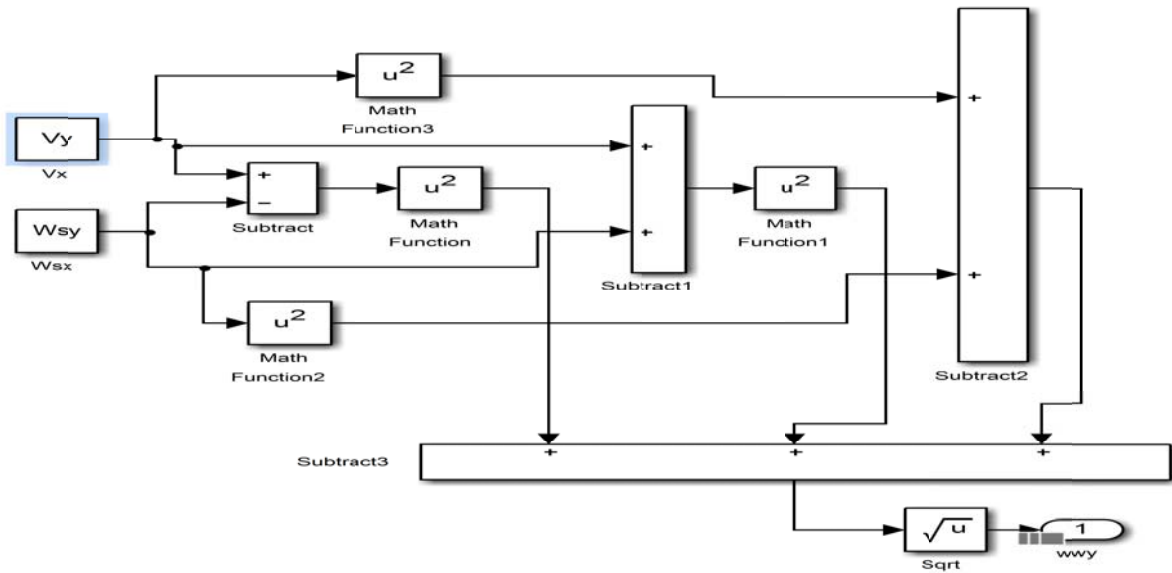 u²
Math
Function3
Vy
Vx
+
+
+
−
Subtract
u²
Math
Function
+
u²
Math
Function1
Wsy
Wsx
+
Subtract1
+
u²
Math
Function2
Subtract2
Subtract3
+
+
+
√u
Sqrt
1
wwy